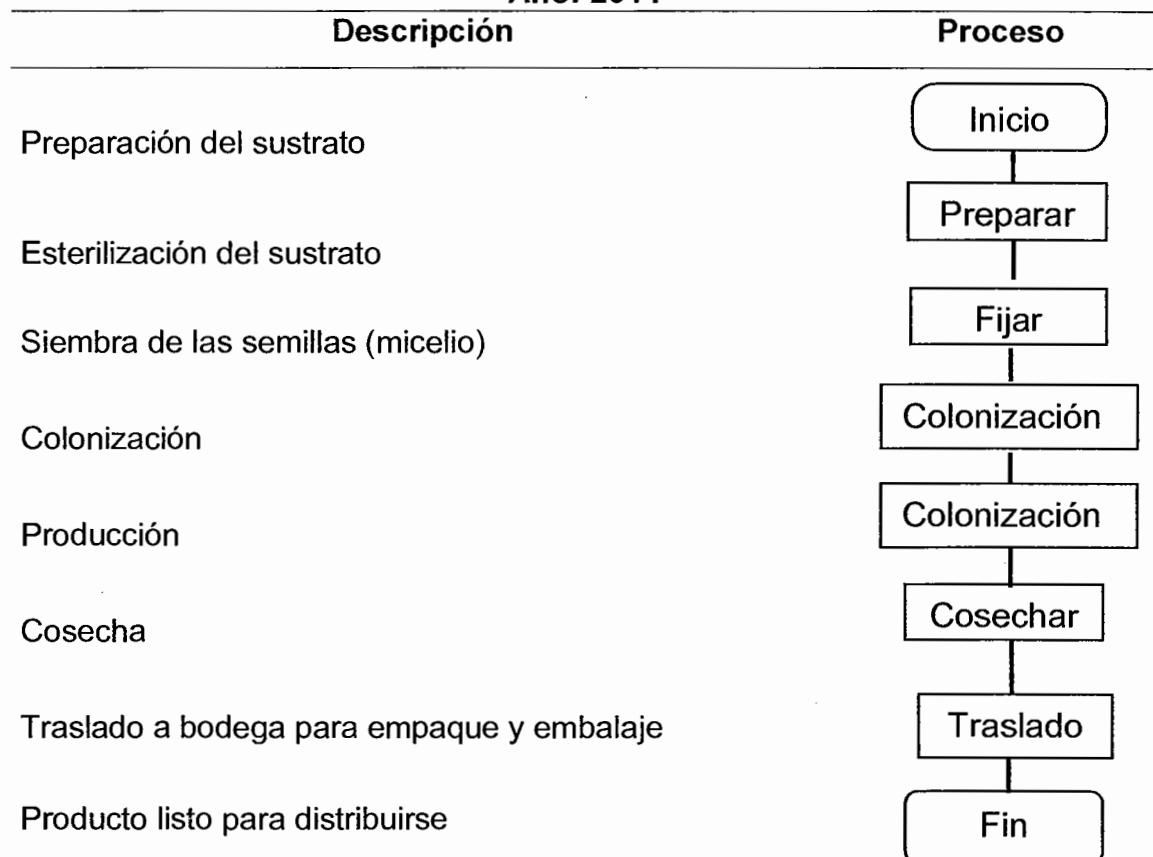 Descripción Proceso
Inicio
Preparación del sustrato
Preparar
Esterilización del sustrato
Fijar
Siembra de las semillas (micelio)
Colonización
Colonización
Colonización
Producción
Cosechar
Cosecha
Traslado a bodega para empaque y embalaje Traslado
Producto listo para distribuirse Fin